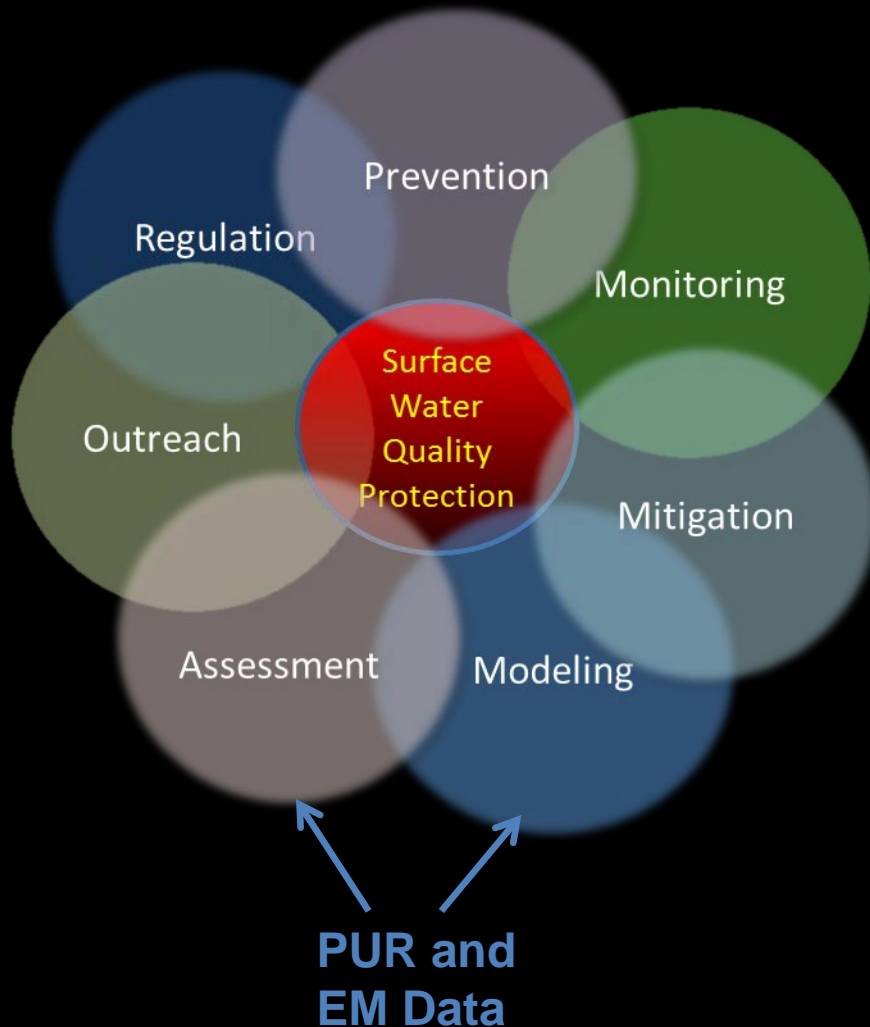 Prevention
Regulation
Monitoring
Surface
Water
Quality
Protection
Outreach
Mitigation
Assessment
Modeling
PUR and
EM Data